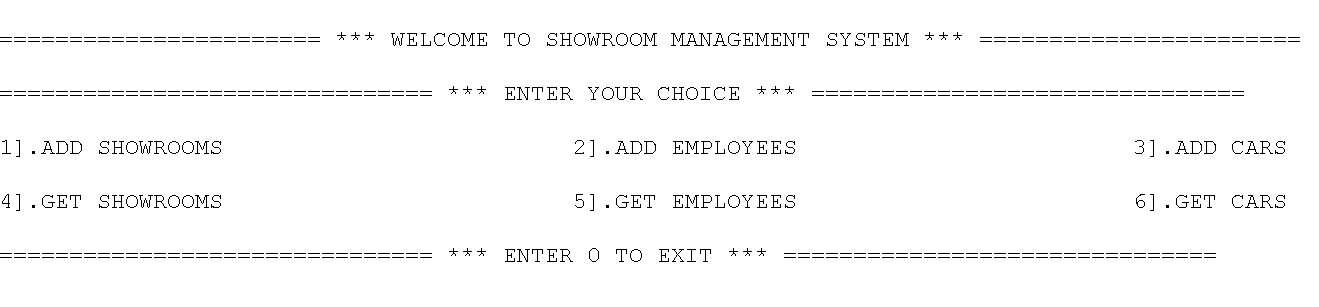 ======================= *** WELCOME TO SHOWROOM MANAGEMENT SYSTEM *** =======================
=============================== *** ENTER YOUR CHOICE *** ===============================
1].ADD SHOWROOMS                         2].ADD EMPLOYEES                        3].ADD CARS
4].GET SHOWROOMS                         5].GET EMPLOYEES                        6].GET CARS
=============================== *** ENTER 0 TO EXIT *** ===============================